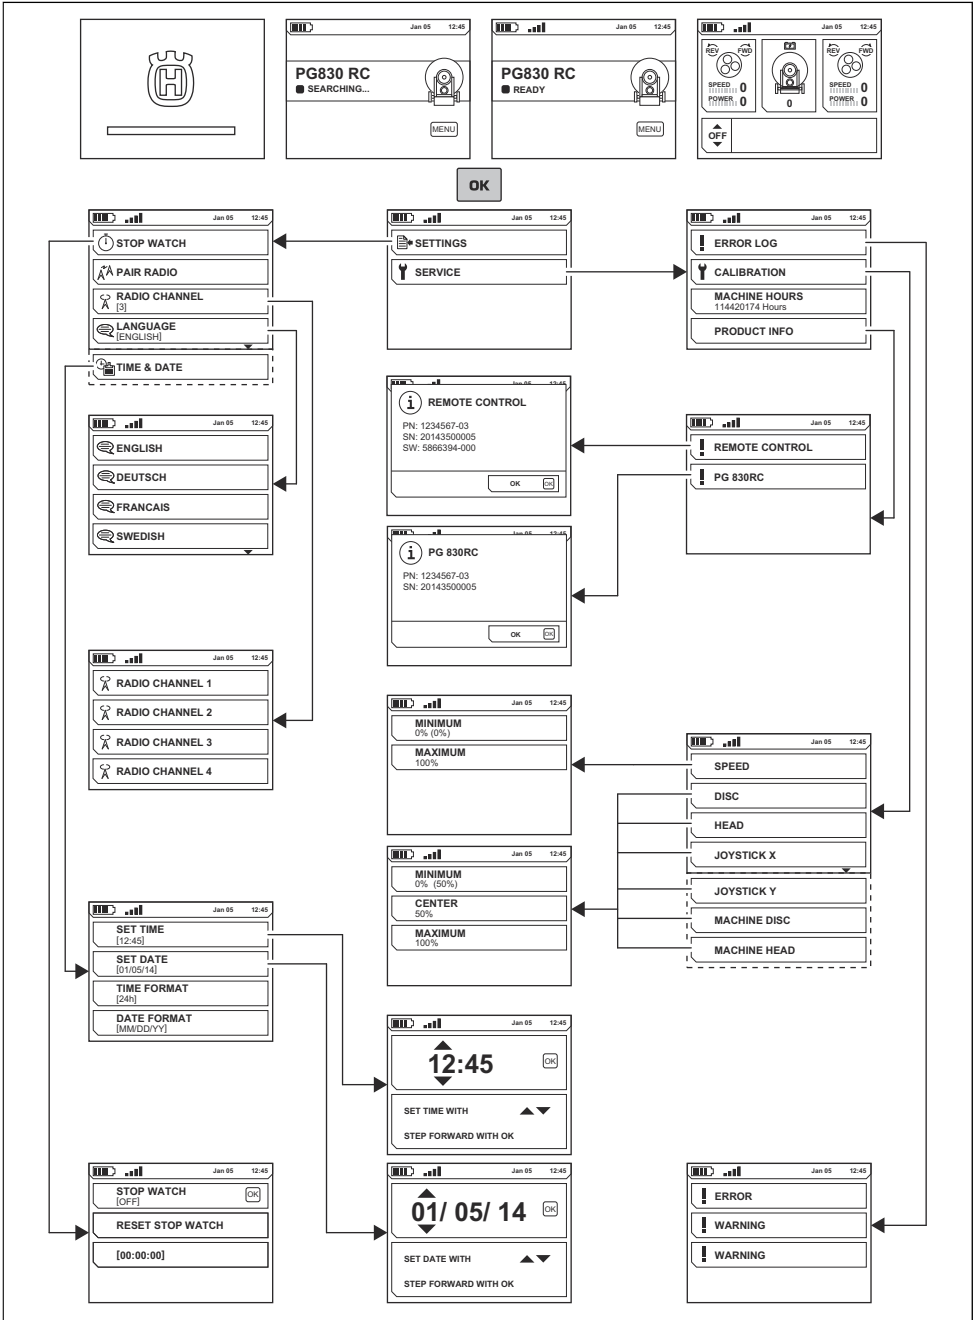 H
Jan 05 12:45
PG830 RC
SEARCHING...
MENU
Jan 05 12:45
PG830 RC
READY
MENU
Jan 05 12:45
REV FWD
SPEED 0
POWER 0
0
REV FWD
SPEED 0
POWER 0
OFF
OK
Jan 05 12:45
STOP WATCH
PAIR RADIO
RADIO CHANNEL
[3]
LANGUAGE
[ENGLISH]
TIME & DATE
Jan 05 12:45
SETTINGS
SERVICE
Jan 05 12:45
ERROR LOG
CALIBRATION
MACHINE HOURS
114420174 Hours
PRODUCT INFO
Jan 05 12:45
ENGLISH
DEUTSCH
FRANCAIS
SWEDISH
Jan 05 12:45
REMOTE CONTROL
PN: 1234567-03
SN: 20143500005
SW: 5866394-000
OK OK
Jan 05 12:45
REMOTE CONTROL
PG 830RC
12:45
PG 830RC
PN: 1234567-03
SN: 20143500005
OK OK
Jan 05 12:45
RADIO CHANNEL 1
RADIO CHANNEL 2
RADIO CHANNEL 3
RADIO CHANNEL 4
Jan 05 12:45
MINIMUM
0% (0%)
MAXIMUM
100%
Jan 05 12:45
SPEED
DISC
HEAD
JOYSTICK X
JOYSTICK Y
MACHINE DISC
MACHINE HEAD
Jan 05 12:45
MINIMUM
0% (50%)
CENTER
50%
MAXIMUM
100%
Jan 05 12:45
SET TIME
[12:45]
SET DATE
[01/05/14]
TIME FORMAT
[24h]
DATE FORMAT
[MM/DD/YY]
Jan 05 12:45
12:45 OK
SET TIME WITH
STEP FORWARD WITH OK
Jan 05 12:45
STOP WATCH
[OFF]
OK
RESET STOP WATCH
[00:00:00]
Jan 05 12:45
01/ 05/ 14 OK
SET DATE WITH
STEP FORWARD WITH OK
Jan 05 12:45
ERROR
WARNING
WARNING